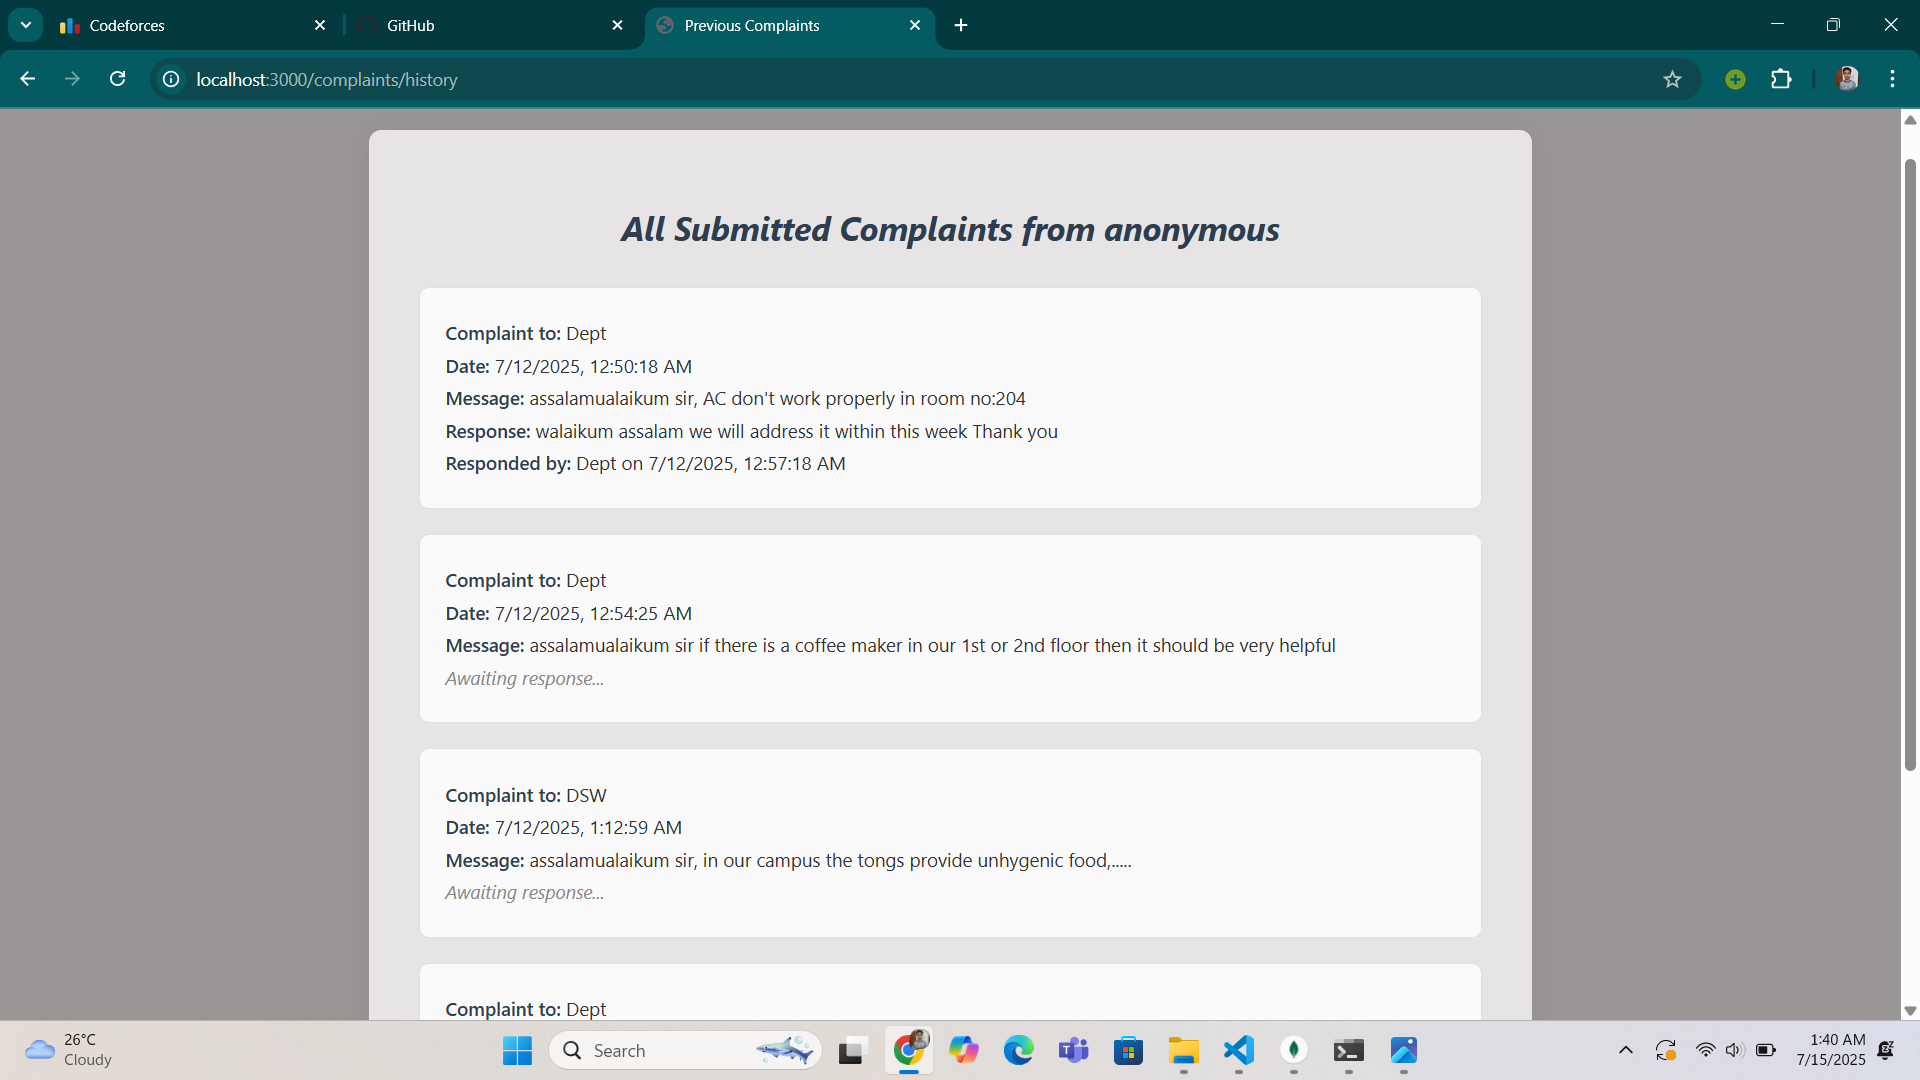 Codeforces
GitHub
Previous Complaints
localhost:3000/complaints/history
All Submitted Complaints from anonymous
Complaint to: Dept
Date: 7/12/2025, 12:50:18 AM
Message: assalamualaikum sir, AC don't work properly in room no:204
Response: walaikum assalam we will address it within this week Thank you
Responded by: Dept on 7/12/2025, 12:57:18 AM
Complaint to: Dept
Date: 7/12/2025, 12:54:25 AM
Message: assalamualaikum sir if there is a coffee maker in our 1st or 2nd floor then it should be very helpful
Awaiting response...
Complaint to: DSW
Date: 7/12/2025, 1:12:59 AM
Message: assalamualaikum sir, in our campus the tongs provide unhygenic food,.....
Awaiting response...
Complaint to: Dept
26°C
Cloudy
Search
1:40 AM
7/15/2025